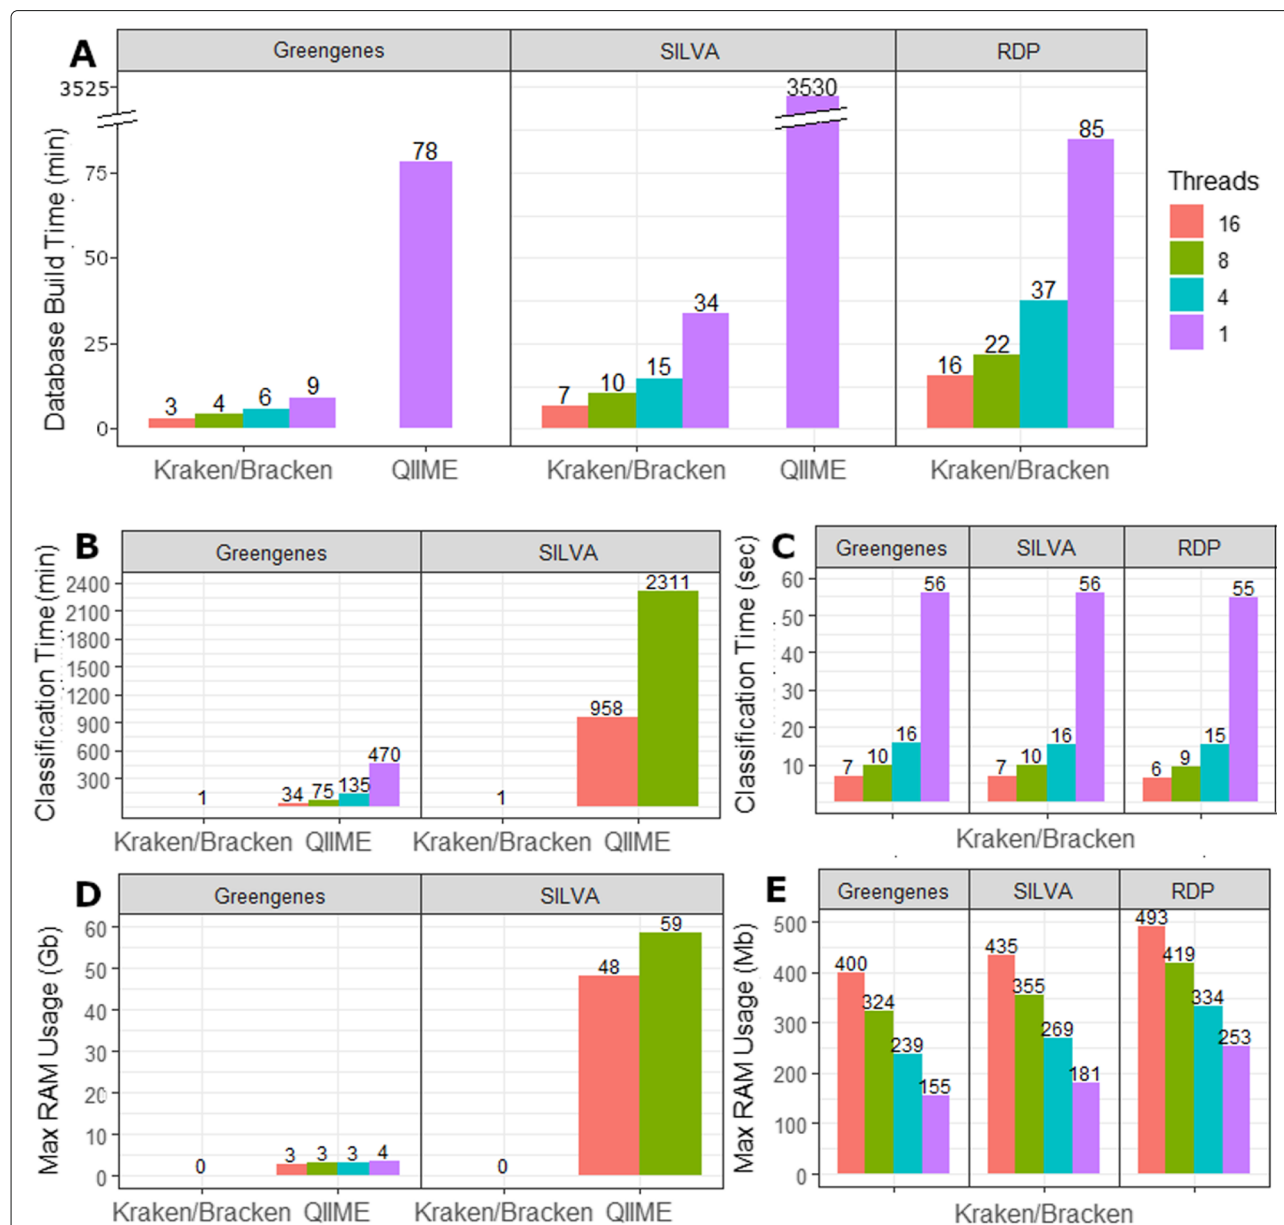 A
Greengenes
SILVA
RDP
Database Build Time (min)
3525
75
50
25
0
3
4
6
9
78
7
10
15
34
3530
16
22
37
85
Kraken/Bracken
QIIME
Kraken/Bracken
QIIME
Kraken/Bracken
Threads
16
8
4
1
B
Greengenes
SILVA
Classification Time (min)
2400
2100
1800
1500
1200
900
600
300
1
34
75
135
470
1
958
2311
Kraken/Bracken
QIIME
Kraken/Bracken
QIIME
C
Greengenes
SILVA
RDP
Classification Time (sec)
60
50
40
30
20
10
7
10
16
56
7
10
16
56
6
9
15
55
Kraken/Bracken
D
Greengenes
SILVA
Max RAM Usage (Gb)
60
50
40
30
20
10
0
0
3
3
3
4
0
48
59
Kraken/Bracken
QIIME
Kraken/Bracken
QIIME
E
Greengenes
SILVA
RDP
Max RAM Usage (Mb)
500
400
300
200
100
0
400
324
239
155
435
355
269
181
493
419
334
253
Kraken/Bracken